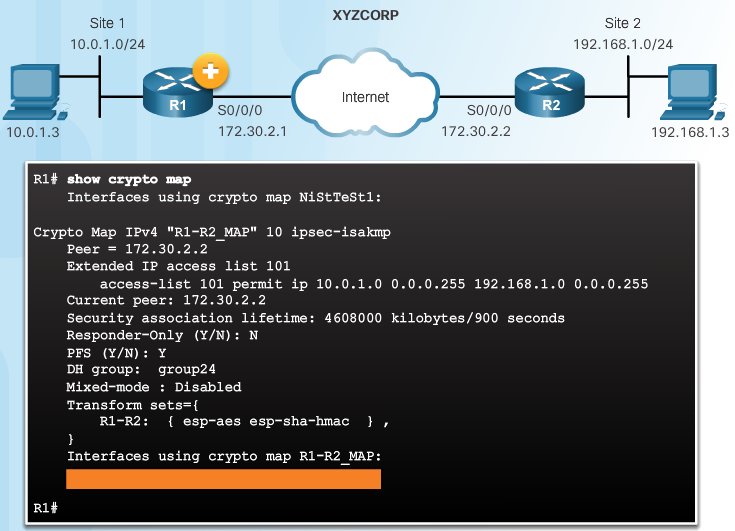 XYZCORP
Site 1
10.0.1.0/24
Site 2
192.168.1.0/24
R1
S0/0/0
172.30.2.1
Internet
S0/0/0
172.30.2.2
R2
10.0.1.3
192.168.1.3
R1# show crypto map
Interfaces using crypto map NiStTeSt1:
Crypto Map IPv4 "R1-R2_MAP" 10 ipsec-isakmp
Peer = 172.30.2.2
Extended IP access list 101
access-list 101 permit ip 10.0.1.0 0.0.0.255 192.168.1.0 0.0.0.255
Current peer: 172.30.2.2
Security association lifetime: 4608000 kilobytes/900 seconds
Responder-Only (Y/N): N
PFS (Y/N): Y
DH group:  group24
Mixed-mode : Disabled
Transform sets={
R1-R2:  { esp-aes esp-sha-hmac  } ,
}
Interfaces using crypto map R1-R2_MAP:
R1#